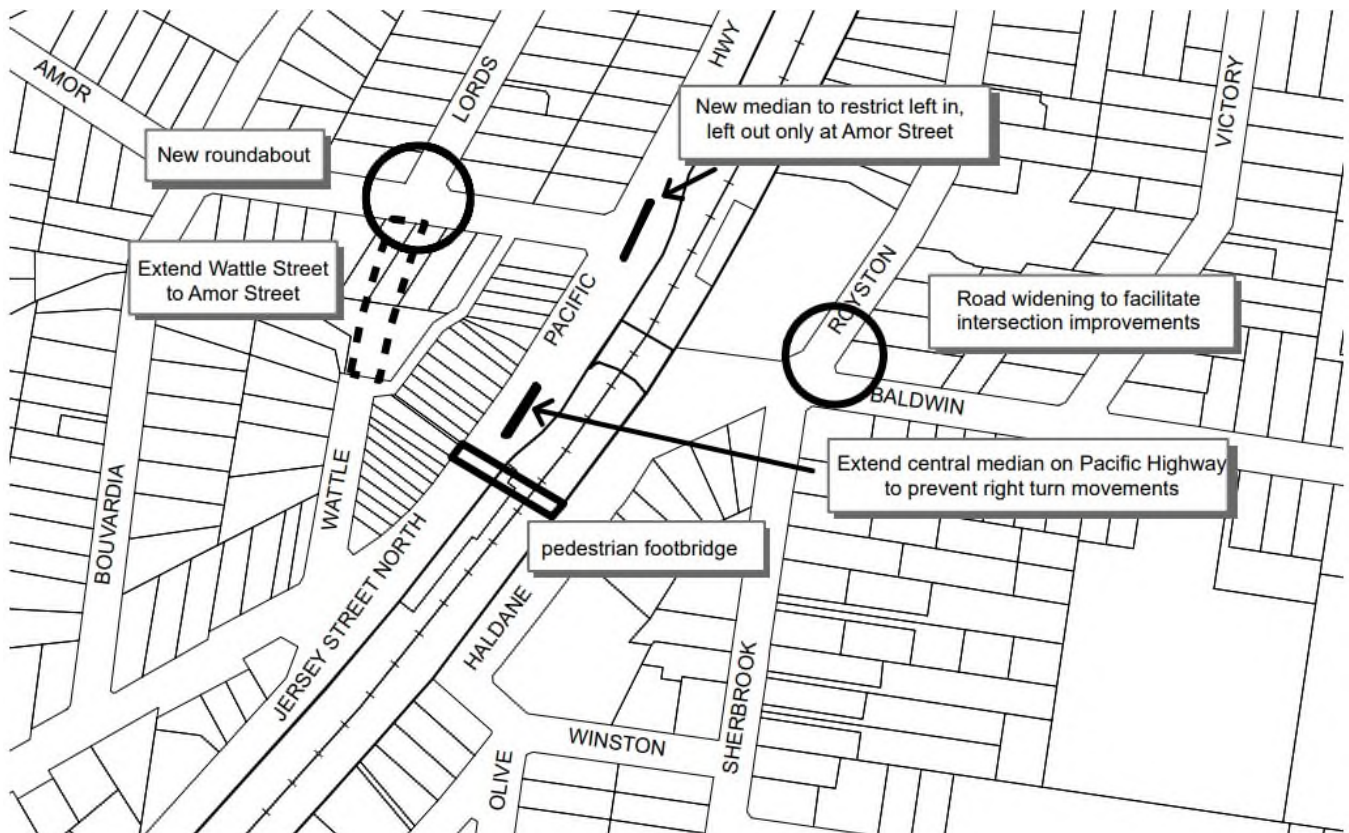 AMOR
LORDS
HWY
VICTORY
New median to restrict left in,
left out only at Amor Street
New roundabout
Extend Wattle Street
to Amor Street
PACIFIC
ROYSTON
Road widening to facilitate
intersection improvements
BALDWIN
Extend central median on Pacific Highway
to prevent right turn movements
WATTLE
BOUVARDIA
pedestrian footbridge
JERSEY STREET NORTH
HALDANE
SHERBROOK
WINSTON
OLIVE